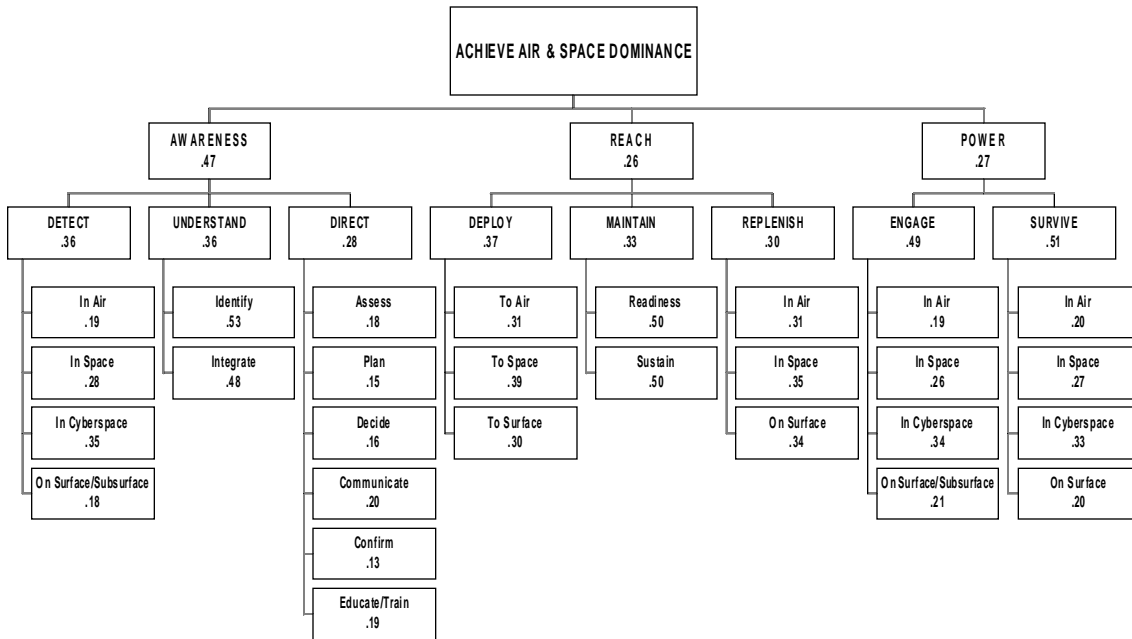 ACHIEVE AIR & SPACE DOMINANCE
AWARENESS
.47
REACH
.26
POWER
.27
DETECT
.36
UNDERSTAND
.36
DIRECT
.28
DEPLOY
.37
MAINTAIN
.33
REPLENISH
.30
ENGAGE
.49
SURVIVE
.51
In Air
.19
In Space
.28
In Cyberspace
.35
On Surface/Subsurface
.18
Identify
.53
Integrate
.48
Assess
.18
Plan
.15
Decide
.16
Communicate
.20
Confirm
.13
Educate/Train
.19
To Air
.31
To Space
.39
To Surface
.30
Readiness
.50
Sustain
.50
In Air
.31
In Space
.35
On Surface
.34
In Air
.19
In Space
.26
In Cyberspace
.34
On Surface/Subsurface
.21
In Air
.20
In Space
.27
In Cyberspace
.33
On Surface
.20